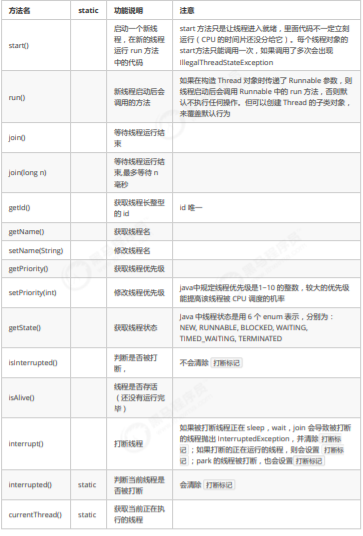 方法名 static 功能说明 注意
start() 启动一个新线
程，在新的线程
运行 run 方法
中的代码
start 方法只是让线程进入就绪，里面代码不一定立刻
运行（CPU 的时间片还没分给它）。每个线程对象的
start方法只能调用一次，如果调用了多次会出现
IllegalThreadStateException
run() 新线程启动后会
调用的方法
如果在构造 Thread 对象时传递了 Runnable 参数，则
线程启动后会调用 Runnable 中的 run 方法，否则默
认不执行任何操作。但可以创建 Thread 的子类对象，
来覆盖默认行为
join() 等待线程运行结
束
join(long n) 等待线程运行结
束,最多等待 n
毫秒
getId() 获取线程长整型
的 id
id 唯一
getName() 获取线程名
setName(String) 修改线程名
getPriority() 获取线程优先级
setPriority(int) 修改线程优先级
java中规定线程优先级是1~10 的整数，较大的优先级
能提高该线程被 CPU 调度的机率
getState() 获取线程状态
Java 中线程状态是用 6 个 enum 表示，分别为：
NEW, RUNNABLE, BLOCKED, WAITING,
TIMED_WAITING, TERMINATED
isInterrupted() 判断是否被打
断，
不会清除 打断标记
isAlive() 线程是否存活
（还没有运行完
毕）
interrupt() 打断线程
如果被打断线程正在 sleep，wait，join 会导致被打断
的线程抛出 InterruptedException，并清除 打断标
记 ；如果打断的正在运行的线程，则会设置 打断标
记 ；park 的线程被打断，也会设置 打断标记
interrupted() static 判断当前线程是
否被打断
会清除 打断标记
currentThread() static 获取当前正在执
行的线程